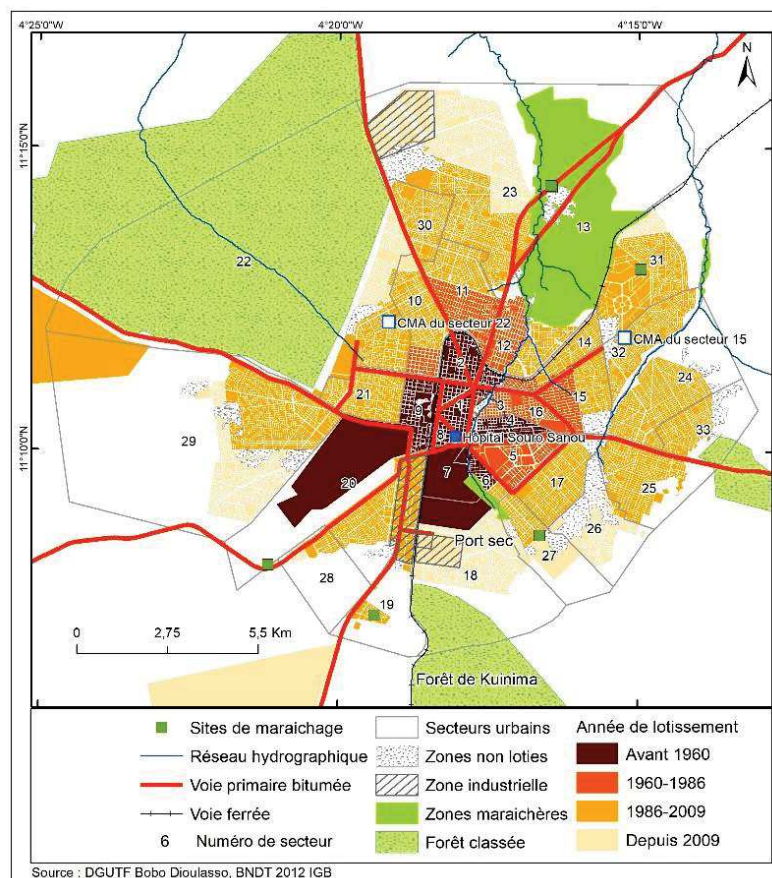 4°25'0"W 4°20'0"W 4°15'0"W
N
11°15'0"N
23
13
30
31
22
11
10
CMA du secteur 22
12
14
CMA du secteur 15
32
2
24
21
15
16
3
9
1
4
33
8
Hôpital Souro Sanou
29
11°10'0"N
5
7
20
6
17
25
26
Port sec
27
28
18
19
0 2,75 5,5 Km
Forêt de Kuinima
Sites de maraichage
Réseau hydrographique
Voie primaire bitumée
Voie ferrée
6 Numéro de secteur
Secteurs urbains
Zones non loties
Zone industrielle
Zones maraichères
Forêt classée
Année de lotissement
Avant 1960
1960-1986
1986-2009
Depuis 2009
Source : DGUTF Bobo Dioulasso, BNDT 2012 IGB